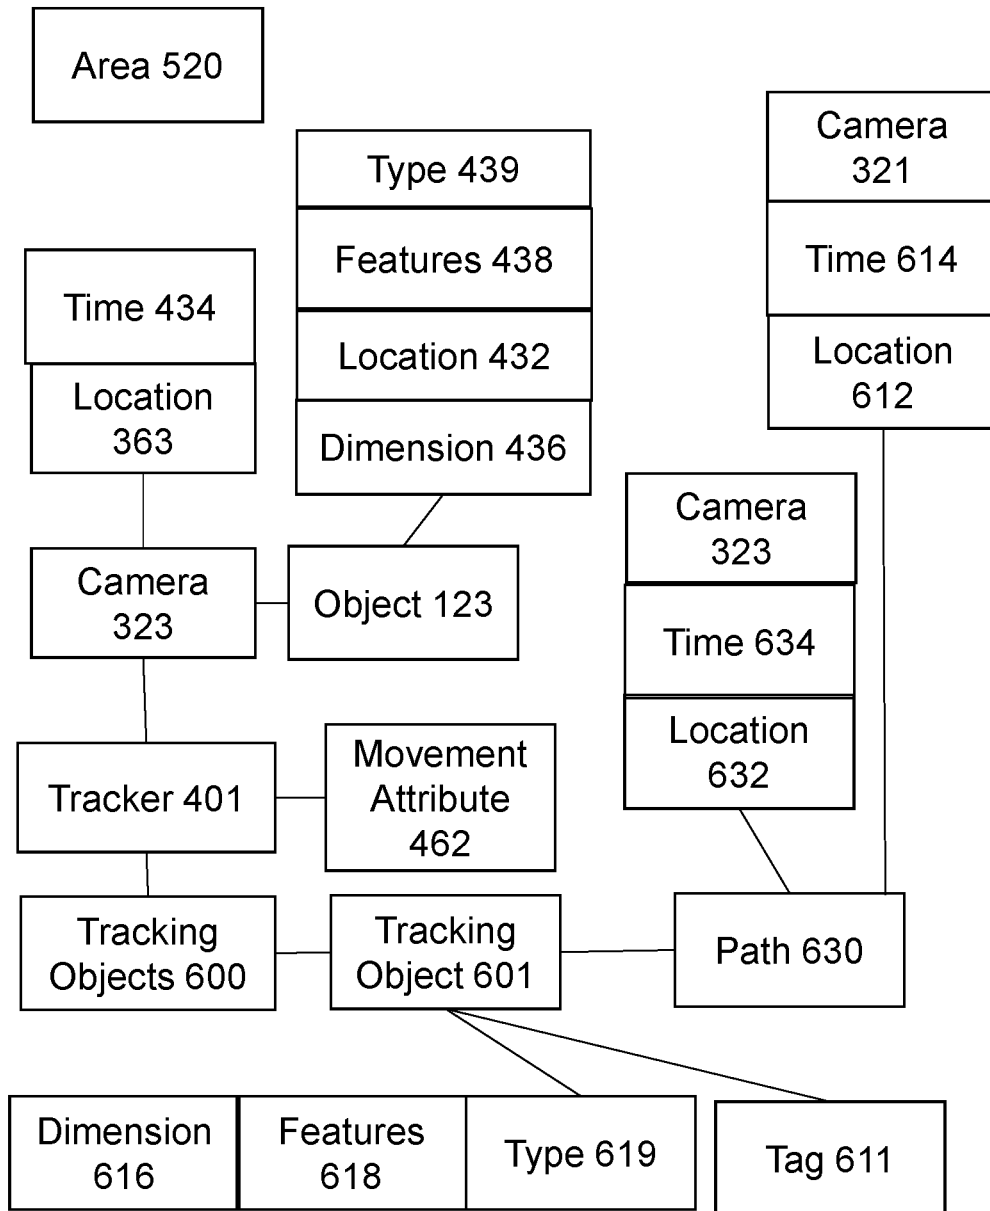 Area 520
Camera
321
Time 614
Location
612
Type 439
Features 438
Location 432
Dimension 436
Time 434
Location
363
Camera
323
Object 123
Camera
323
Time 634
Location
632
Tracker 401
Movement
Attribute
462
Tracking
Objects 600
Tracking
Object 601
Path 630
Dimension
616
Features
618
Type 619
Tag 611